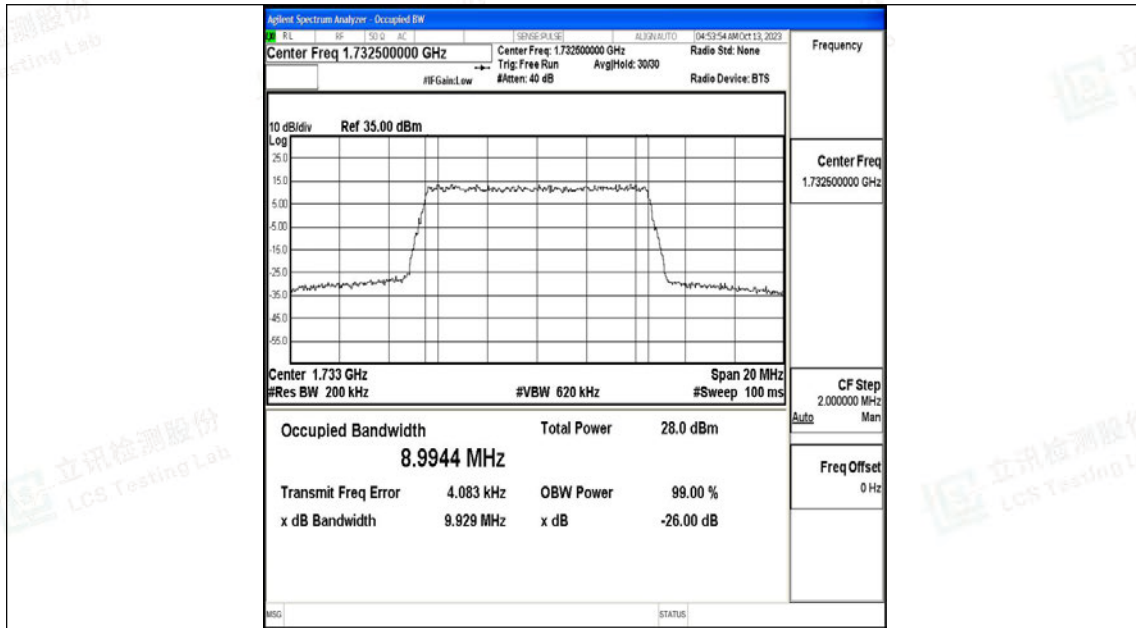 Agilent Spectrum Analyzer - Occupied BW
RL RF 50 Ω AC SENSE:PULSE ALIGNAUTO 04:53:54 AM Oct 13, 2023
Center Freq 1.732500000 GHz
Center Freq: 1.732500000 GHz
Radio Std: None
Trig: Free Run Avg|Hold: 30/30
#IFGain:Low
#Atten: 40 dB
Radio Device: BTS
Frequency
10 dB/div Ref 35.00 dBm
Log
25.0
15.0
5.00
-5.00
-15.0
-25.0
-35.0
-45.0
-55.0
Center 1.733 GHz Span 20 MHz
#Res BW 200 kHz #VBW 620 kHz #Sweep 100 ms
Center Freq
1.732500000 GHz
CF Step
2.000000 MHz
Auto Man
Freq Offset
0 Hz
Occupied Bandwidth Total Power 28.0 dBm
8.9944 MHz
Transmit Freq Error 4.083 kHz OBW Power 99.00 %
x dB Bandwidth 9.929 MHz x dB -26.00 dB
MSG STATUS
立讯检测股份
LCS Testing Lab
立讯检测股份
LCS Testing